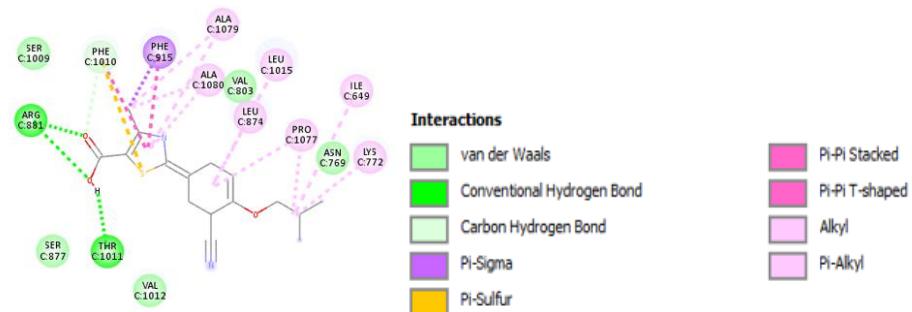 ALA
C:1079
SER
C:1009
PHE
C:1010
PHE
C:915
LEU
C:1015
ALA
C:1080
VAL
C:803
ILE
C:649
ARG
C:881
LEU
C:874
PRO
C:1077
ASN
C:769
LYS
C:772
H
SER
C:877
THR
C:1011
VAL
C:1012
Interactions
van der Waals
Conventional Hydrogen Bond
Carbon Hydrogen Bond
Pi-Sigma
Pi-Sulfur
Pi-Pi Stacked
Pi-Pi T-shaped
Alkyl
Pi-Alkyl